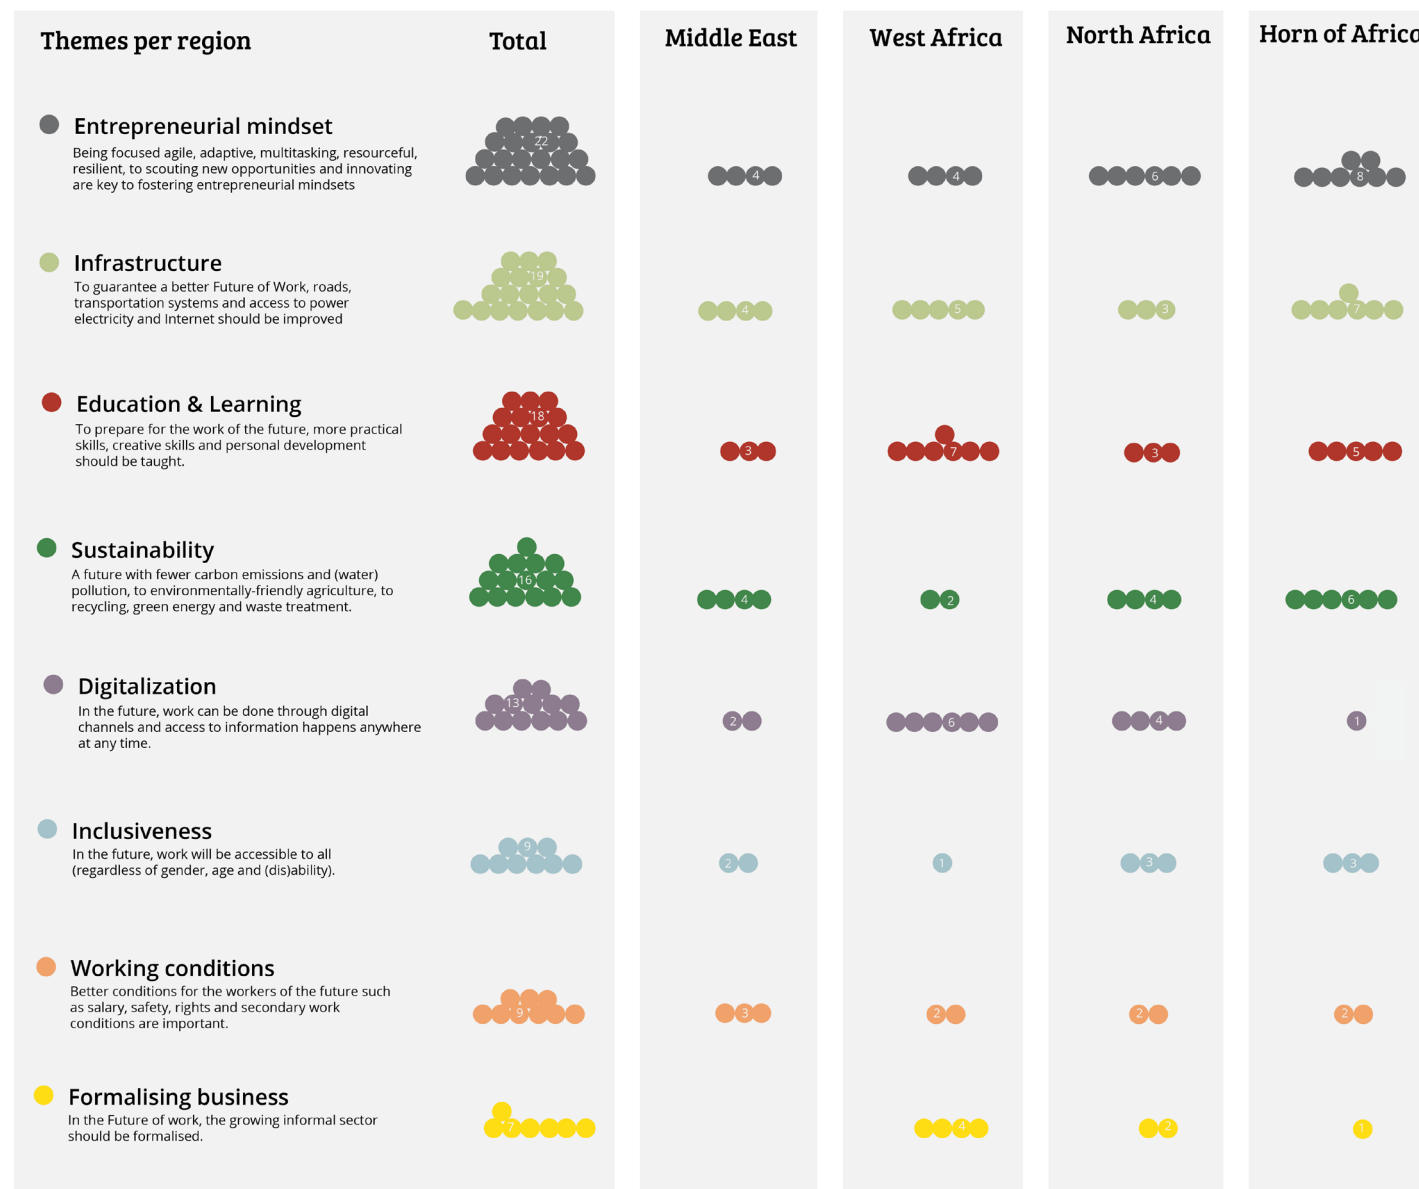 Themes per region
Total
Middle East
West Africa
North Africa
Horn of Africa
Entrepreneurial mindset
Being focused agile, adaptive, multitasking, resourceful,
resilient, to scouting new opportunities and innovating
are key to fostering entrepreneurial mindsets
22
4
4
6
8
Infrastructure
To guarantee a better Future of Work, roads,
transportation systems and access to power
electricity and Internet should be improved
19
4
5
3
7
Education & Learning
To prepare for the work of the future, more practical
skills, creative skills and personal development
should be taught.
18
3
7
3
5
Sustainability
A future with fewer carbon emissions and (water)
pollution, to environmentally-friendly agriculture, to
recycling, green energy and waste treatment.
16
4
2
4
6
Digitalization
In the future, work can be done through digital
channels and access to information happens anywhere
at any time.
13
2
6
4
1
Inclusiveness
In the future, work will be accessible to all
(regardless of gender, age and (dis)ability).
9
2
1
3
3
Working conditions
Better conditions for the workers of the future such
as salary, safety, rights and secondary work
conditions are important.
9
3
2
2
2
Formalising business
In the Future of work, the growing informal sector
should be formalised.
7
4
2
1